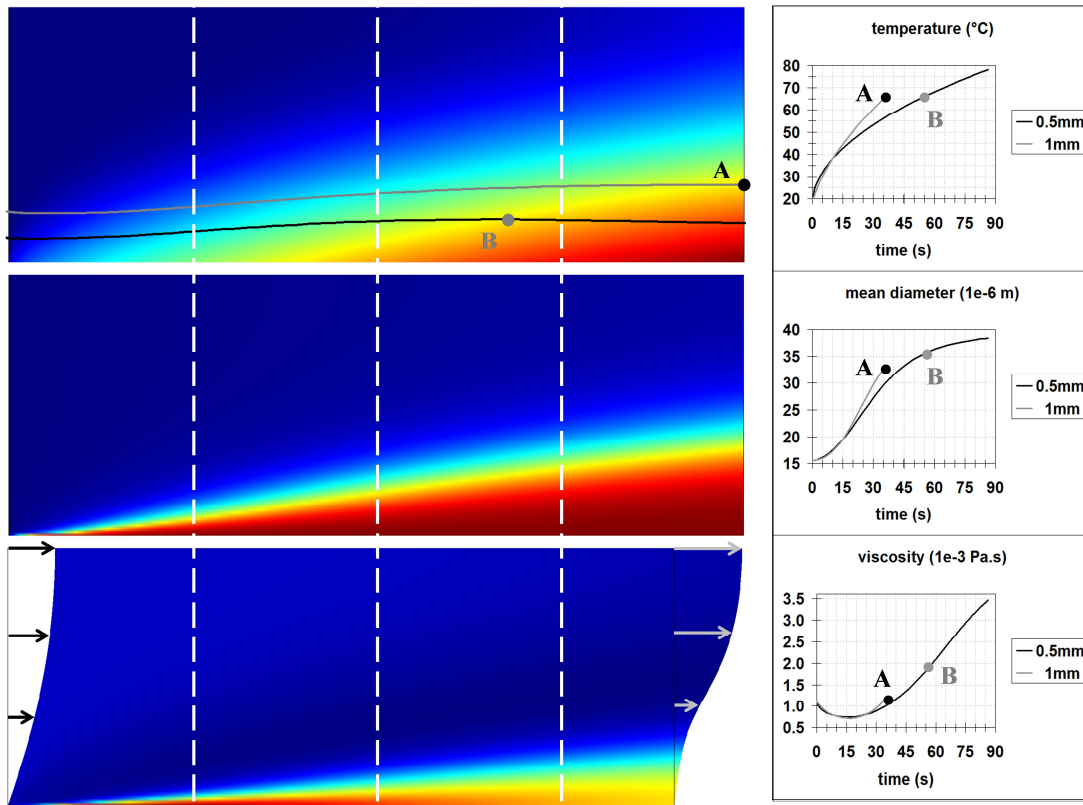 A
B
temperature (°C)
80
70
60
50
40
30
20
A
B
0 15 30 45 60 75 90
time (s)
0.5mm
1mm
mean diameter (1e-6 m)
40
35
30
25
20
15
A
B
0 15 30 45 60 75 90
time (s)
0.5mm
1mm
viscosity (1e-3 Pa.s)
3.5
3.0
2.5
2.0
1.5
1.0
0.5
A
B
0 15 30 45 60 75 90
time (s)
0.5mm
1mm